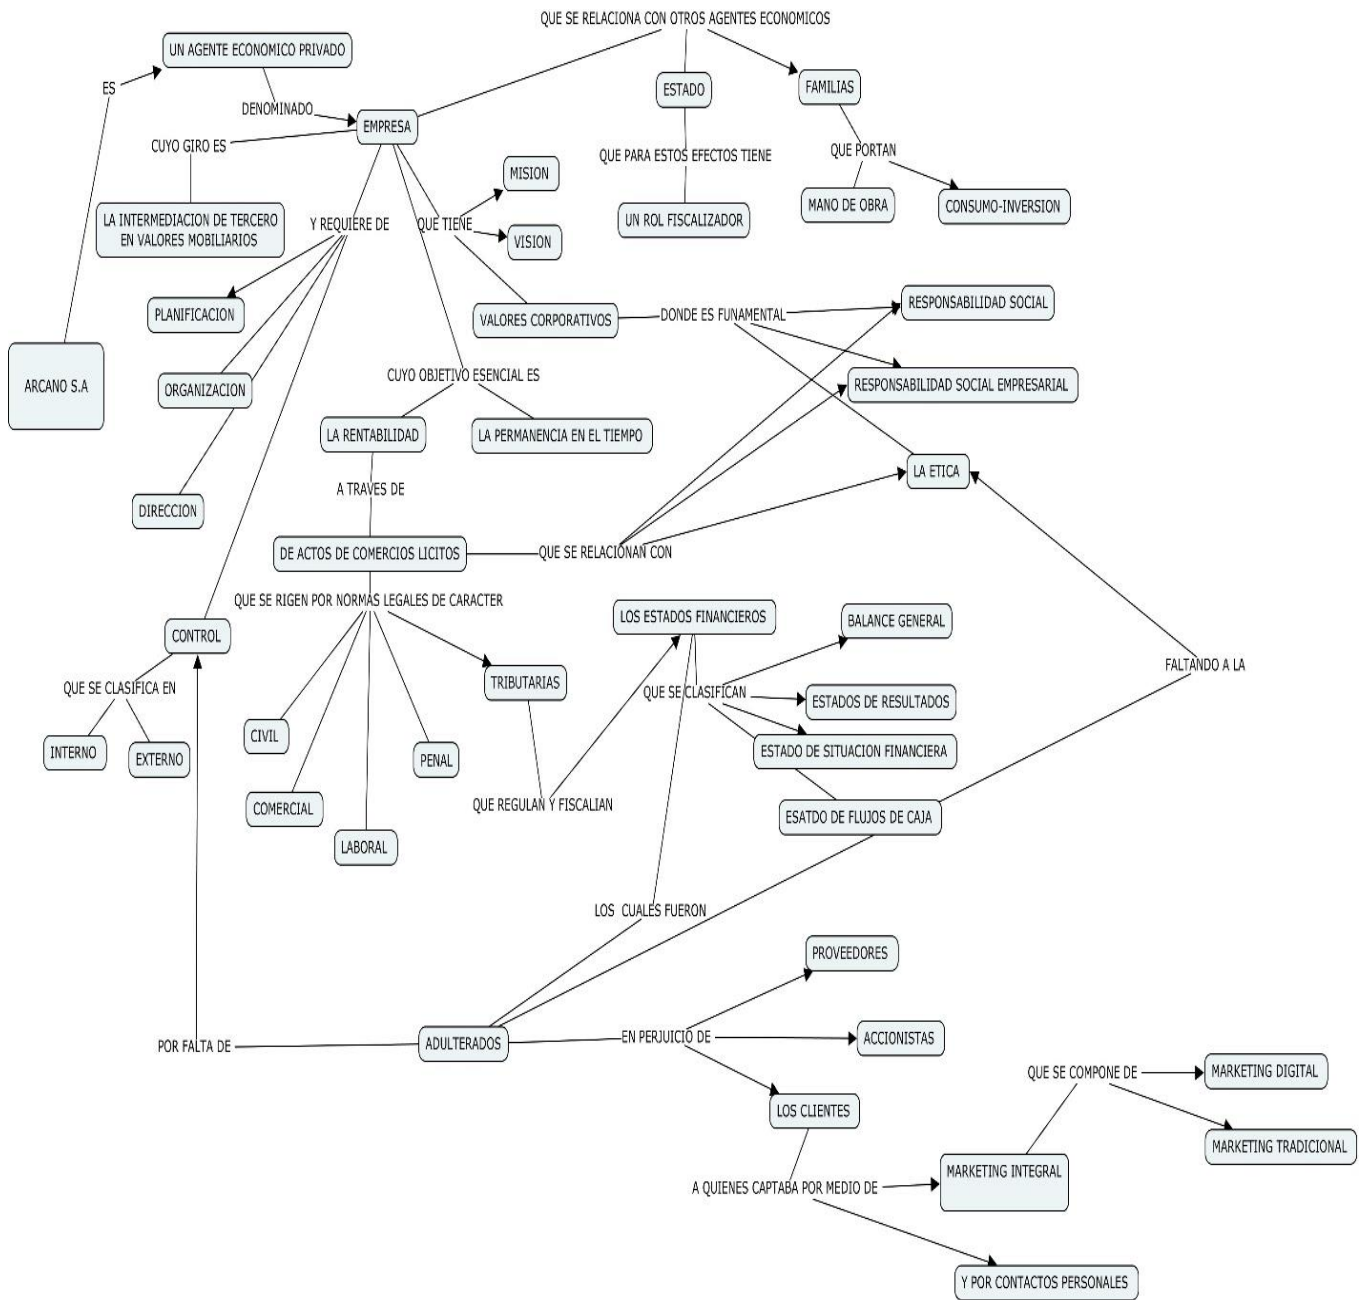 QUE SE RELACIONA CON OTROS AGENTES ECONOMICOS
UN AGENTE ECONOMICO PRIVADO
ES
DENOMINADO
ESTADO
FAMILIAS
EMPRESA
CUYO GIRO ES
QUE PARA ESTOS EFECTOS TIENE
QUE PORTAN
MISION
LA INTERMEDIACION DE TERCERO
EN VALORES MOBILIARIOS
Y REQUIERE DE
QUE TIENE
VISION
UN ROL FISCALIZADOR
MANO DE OBRA
CONSUMO-INVERSION
PLANIFICACION
VALORES CORPORATIVOS
DONDE ES FUNAMENTAL
RESPONSABILIDAD SOCIAL
ARCANO S.A
ORGANIZACION
CUYO OBJETIVO ESENCIAL ES
RESPONSABILIDAD SOCIAL EMPRESARIAL
LA RENTABILIDAD
LA PERMANENCIA EN EL TIEMPO
LA ETICA
A TRAVES DE
DIRECCION
DE ACTOS DE COMERCIOS LICITOS
QUE SE RELACIONAN CON
QUE SE RIGEN POR NORMAS LEGALES DE CARACTER
LOS ESTADOS FINANCIEROS
BALANCE GENERAL
CONTROL
FALTANDO A LA
QUE SE CLASIFICA EN
TRIBUTARIAS
QUE SE CLASIFICAN
ESTADOS DE RESULTADOS
INTERNO
EXTERNO
CIVIL
PENAL
ESTADO DE SITUACION FINANCIERA
COMERCIAL
QUE REGULAN Y FISCALIAN
ESATDO DE FLUJOS DE CAJA
LABORAL
LOS CUALES FUERON
PROVEEDORES
POR FALTA DE
ADULTERADOS
EN PERJUICIO DE
ACCIONISTAS
QUE SE COMPONE DE
MARKETING DIGITAL
LOS CLIENTES
MARKETING TRADICIONAL
A QUIENES CAPTABA POR MEDIO DE
MARKETING INTEGRAL
Y POR CONTACTOS PERSONALES